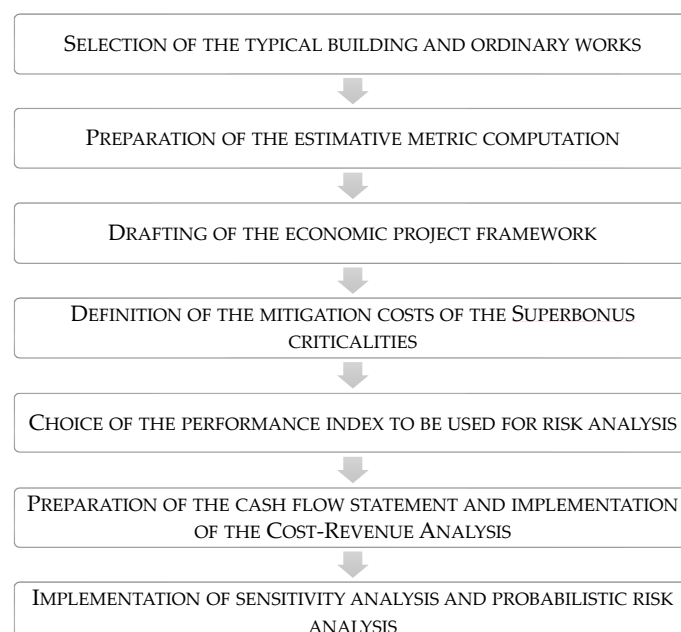 SELECTION OF THE TYPICAL BUILDING AND ORDINARY WORKS
PREPARATION OF THE ESTIMATIVE METRIC COMPUTATION
DRAFTING OF THE ECONOMIC PROJECT FRAMEWORK
DEFINITION OF THE MITIGATION COSTS OF THE SUPERBONUS
CRITICALITIES
CHOICE OF THE PERFORMANCE INDEX TO BE USED FOR RISK ANALYSIS
PREPARATION OF THE CASH FLOW STATEMENT AND IMPLEMENTATION
OF THE COST-REVENUE ANALYSIS
IMPLEMENTATION OF SENSITIVITY ANALYSIS AND PROBABILISTIC RISK
ANALYSIS